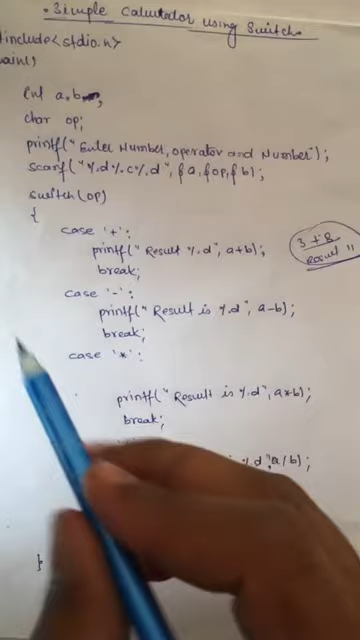 . Simple Calculator using Switch.
#include<stdio.h>
main()
int a,b
char op;
printf("Enter Number, operator and Number");
scanf("%d%c%d", &a, &op, &b);
switch(op)
{
case '+':
printf("Result %d", a+b);
break;
3 + 8
Result 11
case '-':
printf("Result is %d", a-b);
break;
case '*':
printf("Result is %d", a*b);
break;
%d", a/b);
}